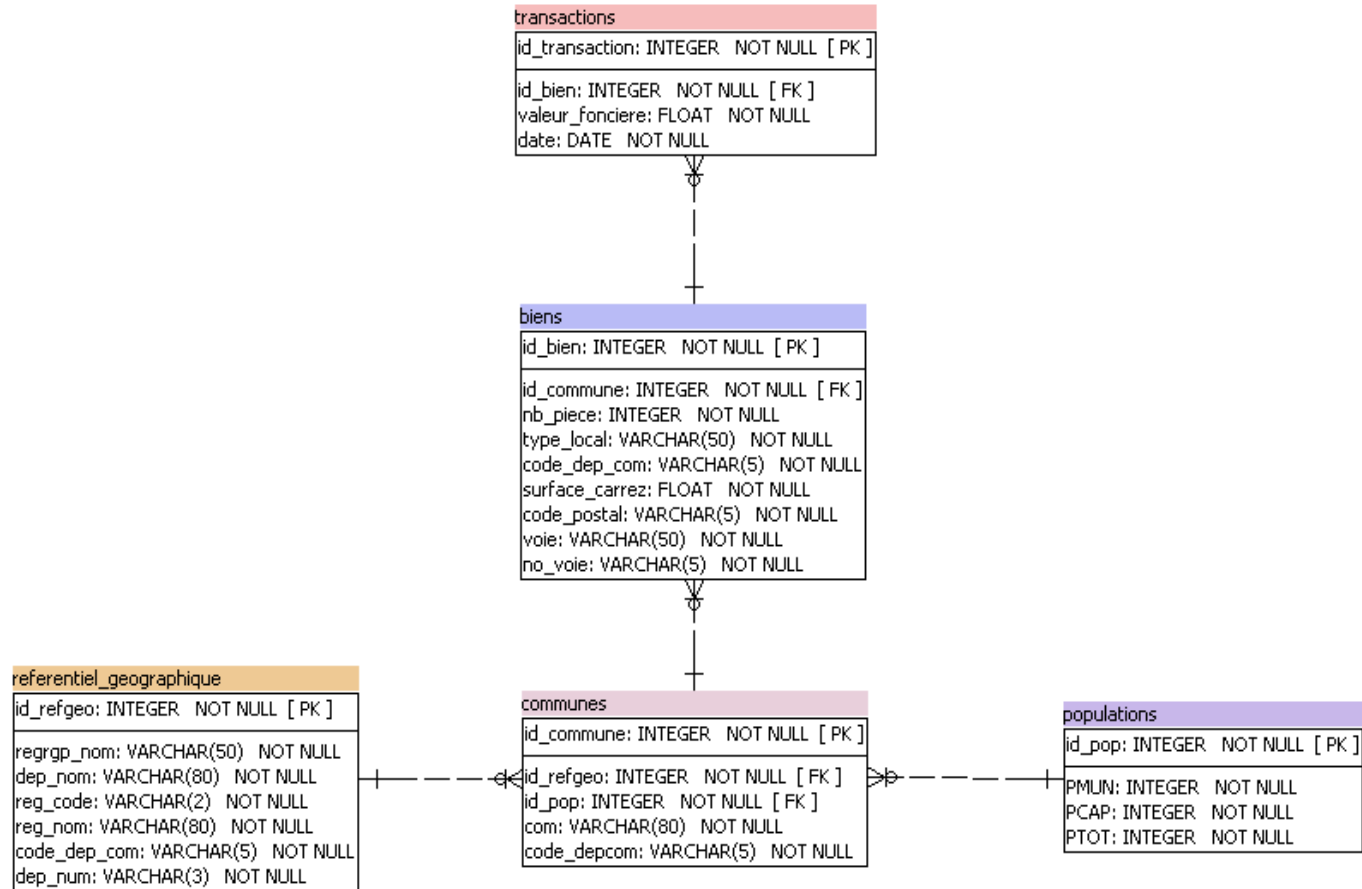 transactions
id_transaction: INTEGER NOT NULL [ PK ]
id_bien: INTEGER NOT NULL [ FK ]
valeur_fonciere: FLOAT NOT NULL
date: DATE NOT NULL
biens
id_bien: INTEGER NOT NULL [ PK ]
id_commune: INTEGER NOT NULL [ FK ]
nb_piece: INTEGER NOT NULL
type_local: VARCHAR(50) NOT NULL
code_dep_com: VARCHAR(5) NOT NULL
surface_carrez: FLOAT NOT NULL
code_postal: VARCHAR(5) NOT NULL
voie: VARCHAR(50) NOT NULL
no_voie: VARCHAR(5) NOT NULL
referentiel_geographique
id_refgeo: INTEGER NOT NULL [ PK ]
regrgp_nom: VARCHAR(50) NOT NULL
dep_nom: VARCHAR(80) NOT NULL
reg_code: VARCHAR(2) NOT NULL
reg_nom: VARCHAR(80) NOT NULL
code_dep_com: VARCHAR(5) NOT NULL
dep_num: VARCHAR(3) NOT NULL
communes
id_commune: INTEGER NOT NULL [ PK ]
id_refgeo: INTEGER NOT NULL [ FK ]
id_pop: INTEGER NOT NULL [ FK ]
com: VARCHAR(80) NOT NULL
code_depcom: VARCHAR(5) NOT NULL
populations
id_pop: INTEGER NOT NULL [ PK ]
PMUN: INTEGER NOT NULL
PCAP: INTEGER NOT NULL
PTOT: INTEGER NOT NULL